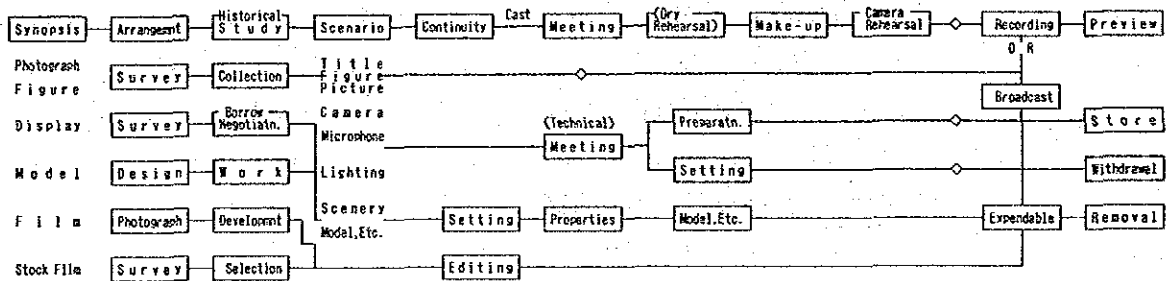 Synopsis Arrangemnt Historical Study Scenario Continuity Cast Meeting (Dry Rehearsal) Make-up Camera Rehearsal Recording Preview
O R
Photograph Figure Survey Collection Title Figure Picture
Broadcast
Display Survey Borrow Negotiatn. Camera Microphone (Technical) Meeting Preparatn. Store
Model Design Work Lighting Setting Withdrawal
Film Photograph Developmnt Scenery Model,Etc. Setting Properties Model,Etc. Expendable Removal
Stock Film Survey Selection Editing